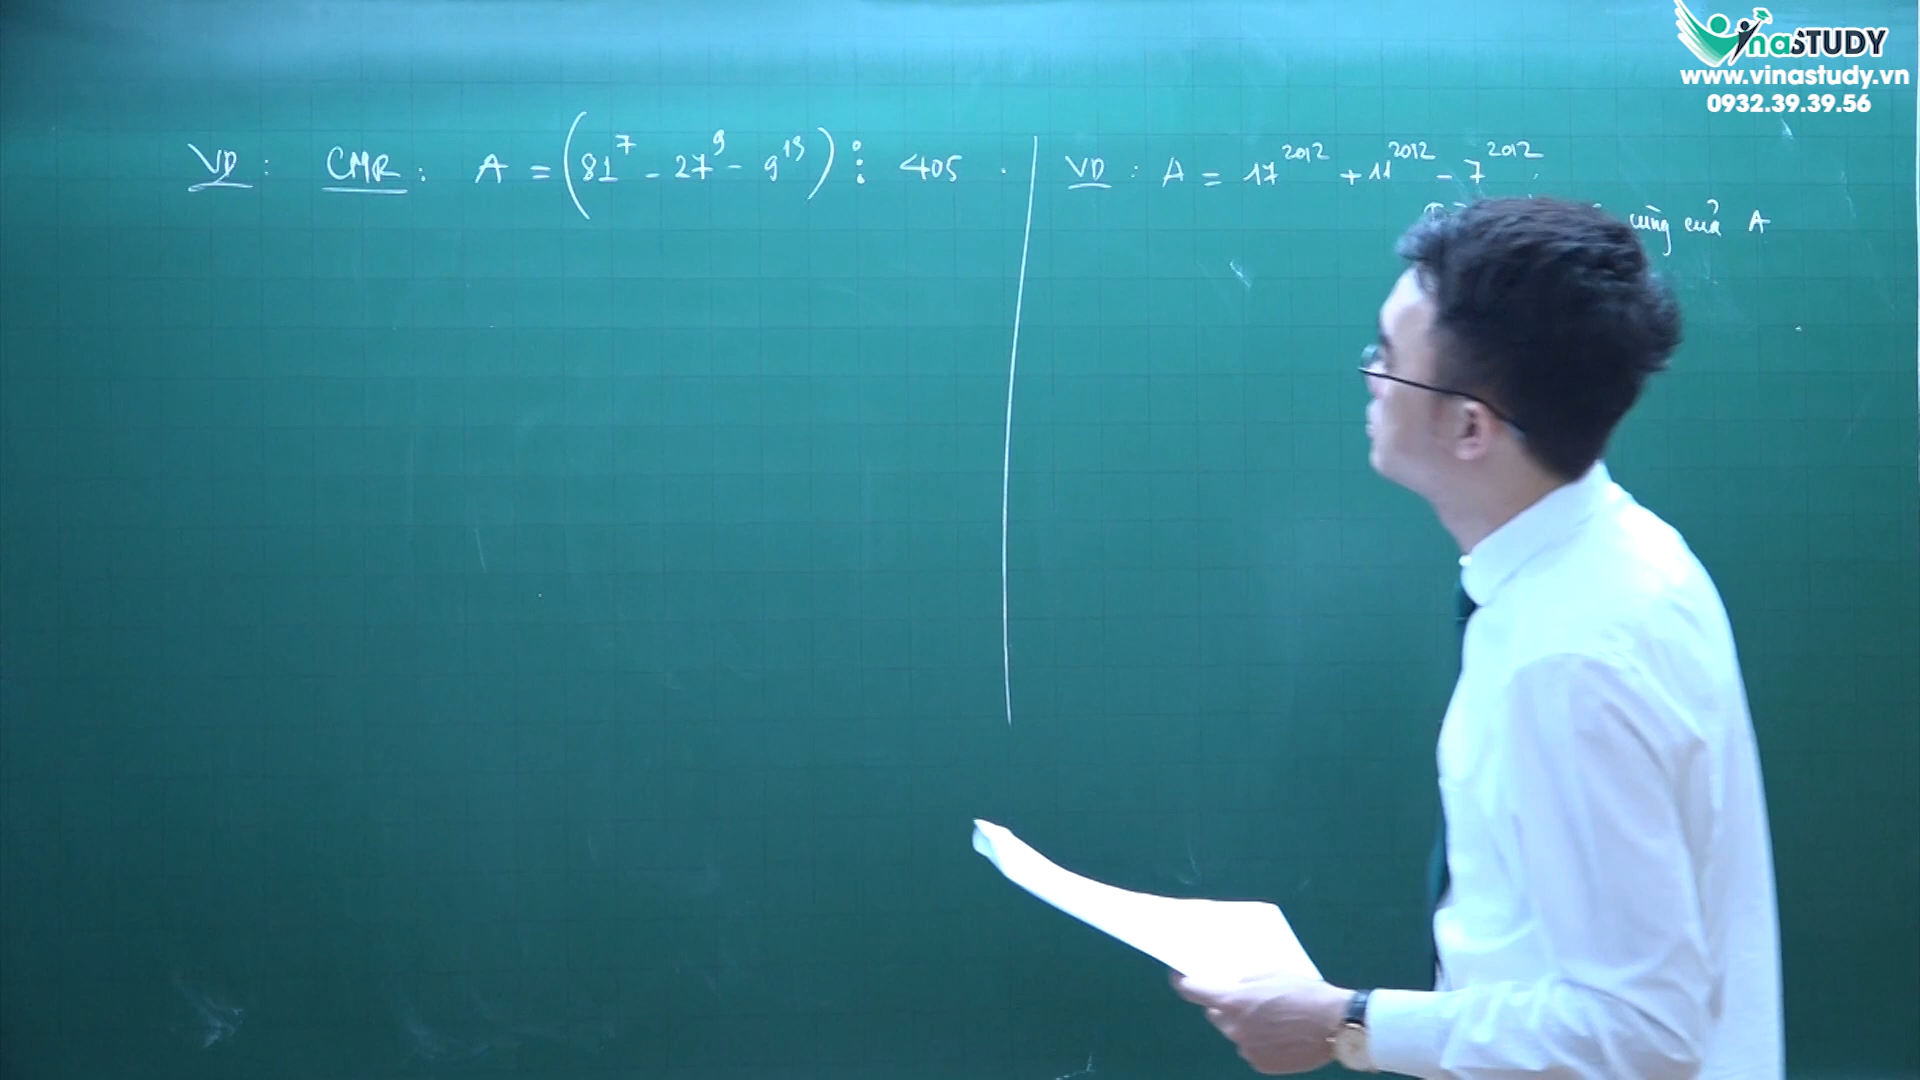 VinaSTUDY
www.vinastudy.vn
0932.39.39.56
VD : CMR : A = (81^7 - 27^9 - 9^13) ⋮ 405 .
VD : A = 17^2012 + 11^2012 - 7^2012
cùng của A